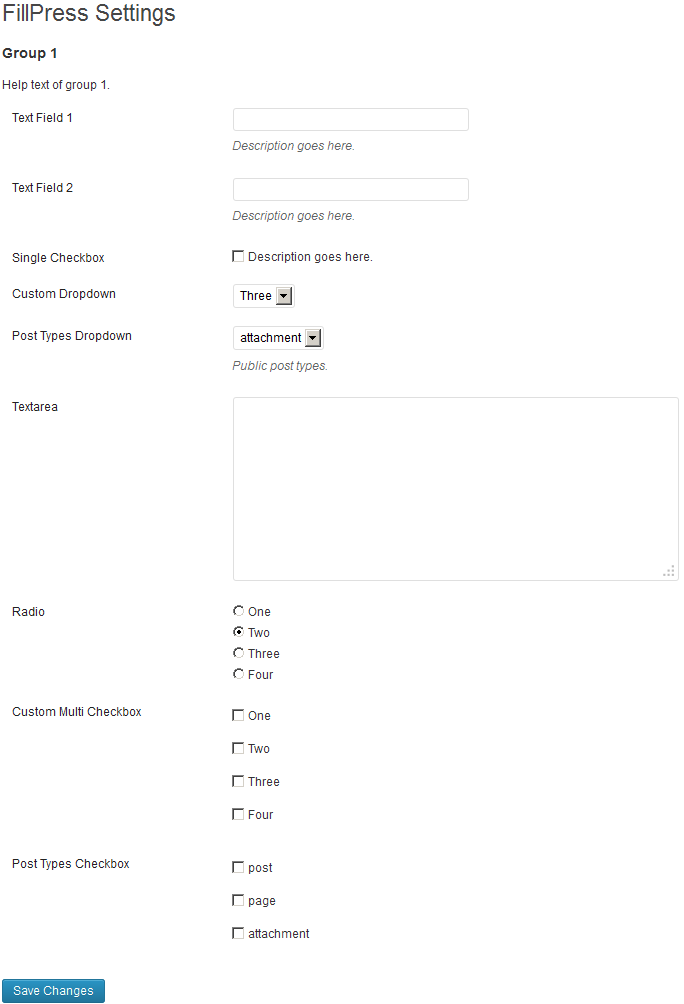 FillPress Settings
Group 1
Help text of group 1.
Text Field 1
Description goes here.
Text Field 2
Description goes here.
Single Checkbox Description goes here.
Custom Dropdown Three
Post Types Dropdown attachment
Public post types.
Textarea
Radio One
Two
Three
Four
Custom Multi Checkbox One
Two
Three
Four
Post Types Checkbox post
page
attachment
Save Changes